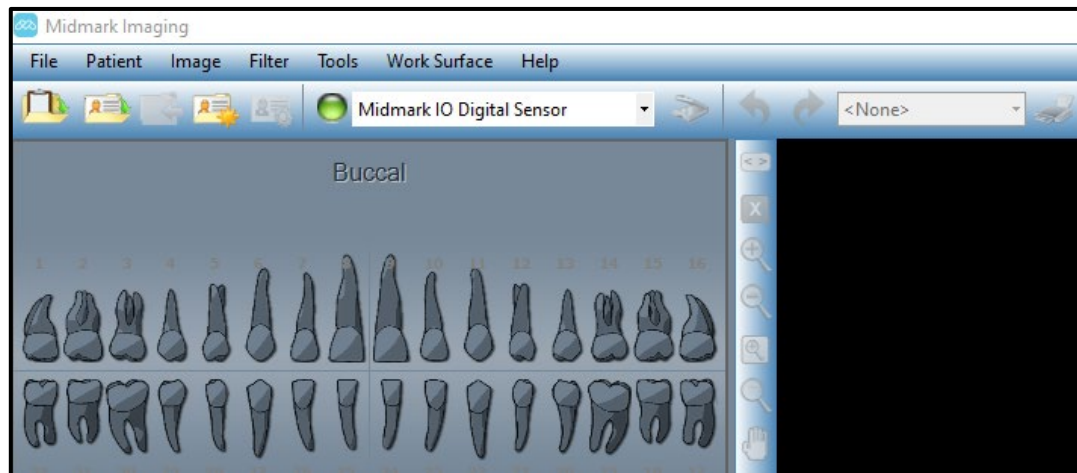 Midmark Imaging
File Patient Image Filter Tools Work Surface Help
Midmark IO Digital Sensor <None>
Buccal
1 2 3 4 5 6 7 8 9 10 11 12 13 14 15 16